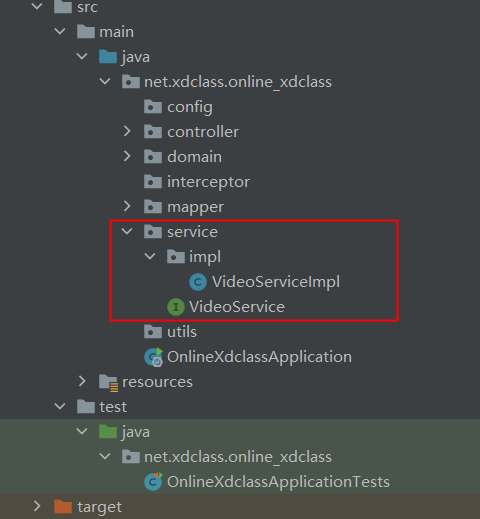 src
main
java
net.xdclass.online_xdclass
config
controller
domain
interceptor
mapper
service
impl
VideoServiceImpl
VideoService
utils
OnlineXdclassApplication
resources
test
java
net.xdclass.online_xdclass
OnlineXdclassApplicationTests
target